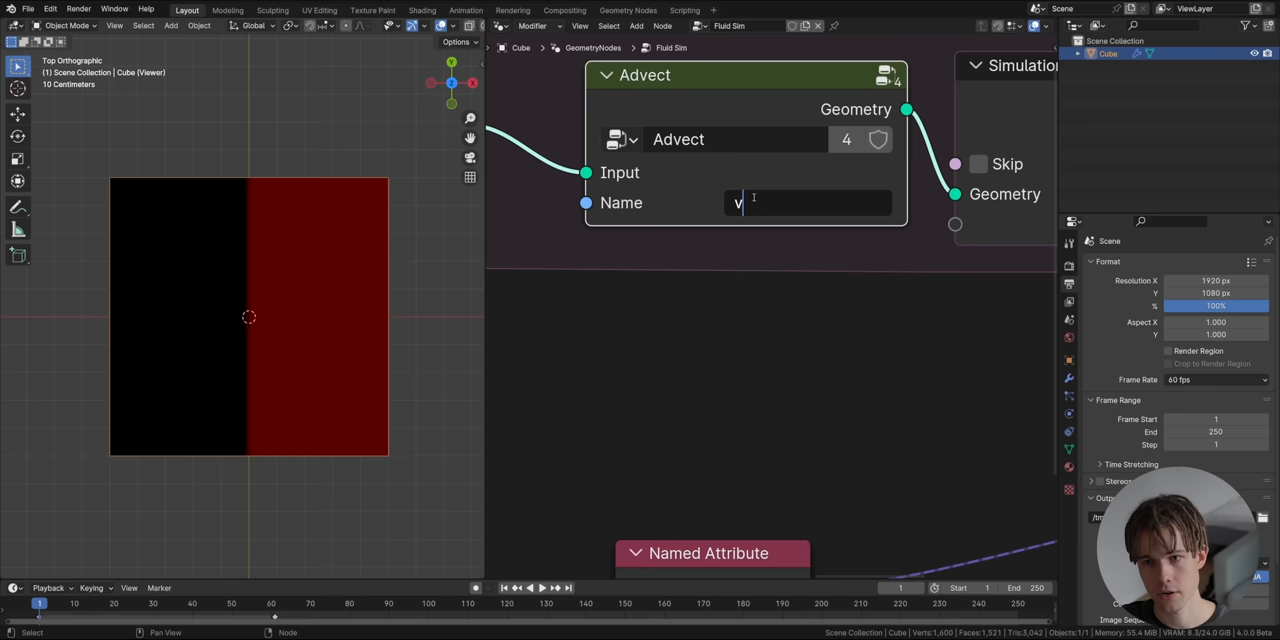 File Edit Render Window Help Layout Modeling Sculpting UV Editing Texture Paint Shading Animation Rendering Compositing Geometry Nodes Scripting + Scene ViewLayer
Object Mode View Select Add Object Global Modifier View Select Add Node Fluid Sim
Options
Cube > GeometryNodes > Fluid Sim
Scene Collection
Cube
Top Orthographic
(1) Scene Collection | Cube (Viewer)
10 Centimeters
Y
X
Z
Advect
4
Geometry
Advect 4
Input
Name v
Simulation
Skip
Geometry
Named Attribute
Scene
Format
Resolution X 1920 px
Y 1080 px
% 100%
Aspect X 1.000
Y 1.000
Render Region
Crop to Render Region
Frame Rate 60 fps
Frame Range
Frame Start 1
End 250
Step 1
Time Stretching
Playback Keying View Marker 1 Start 1 End 250
1 10 20 30 40 50 60 70 80 90 100 110 120 130 140 150 160 170 180 190 200 210 220 230 240 250
Select Pan View Node Scene Collection | Cube | Verts:1,600 | Faces:1,521 | Tris:3,042 | Objects:1/1 | Memory: 55.4 MiB | VRAM: 8.3/24.0 GiB | 4.0.0 Beta